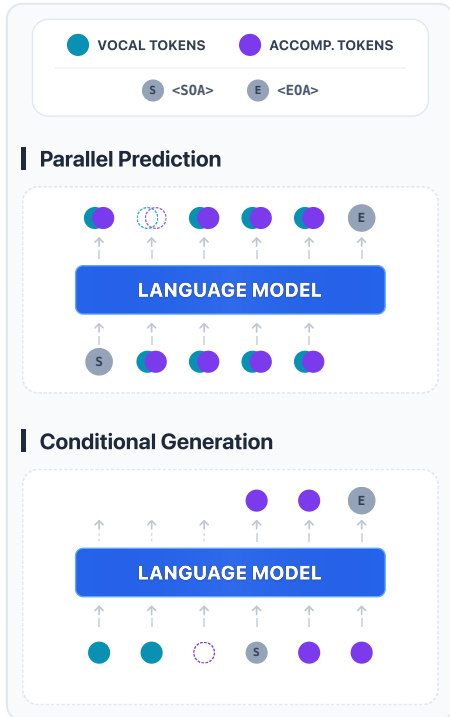 VOCAL TOKENS ACCOMP. TOKENS
S <SOA> E <EOA>
Parallel Prediction
E
LANGUAGE MODEL
S
Conditional Generation
E
LANGUAGE MODEL
S